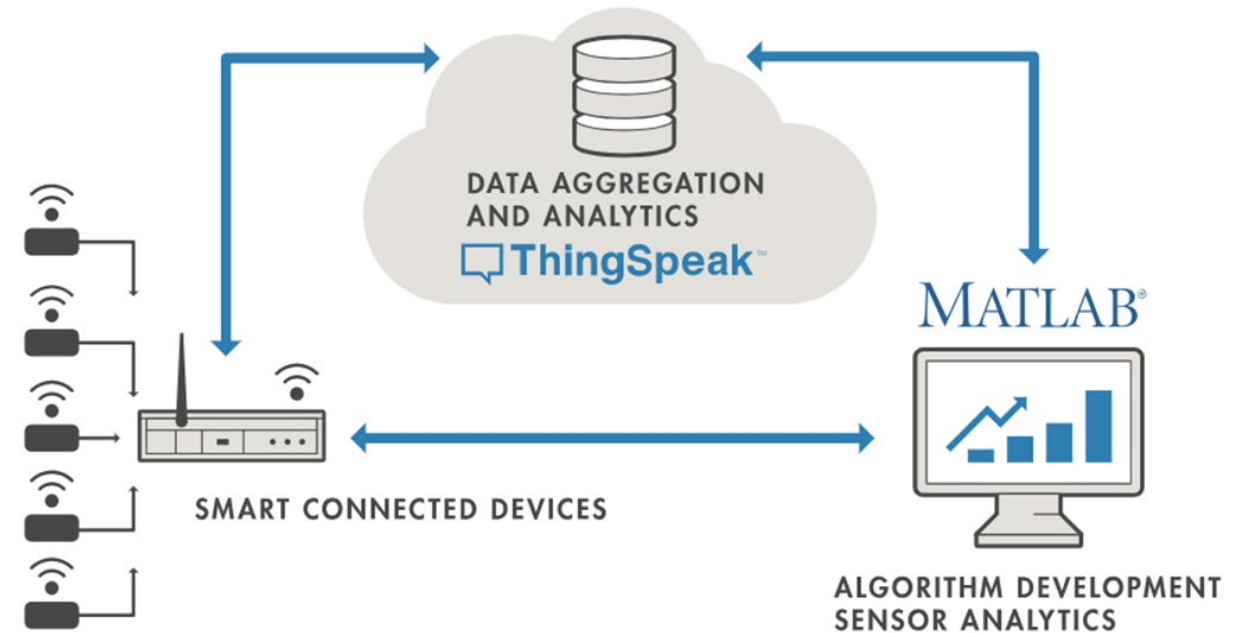 DATA AGGREGATION
AND ANALYTICS
ThingSpeak™
MATLAB®
SMART CONNECTED DEVICES
ALGORITHM DEVELOPMENT
SENSOR ANALYTICS